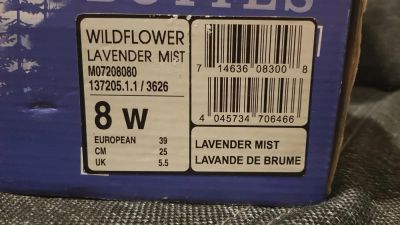 BOTTES
WILDFLOWER
LAVENDER MIST
M07208080
137205.1.1 / 3626
8 W
EUROPEAN 39
CM 25
UK 5.5
7 14636 08300 8
4 045734 706466
LAVENDER MIST
LAVANDE DE BRUME